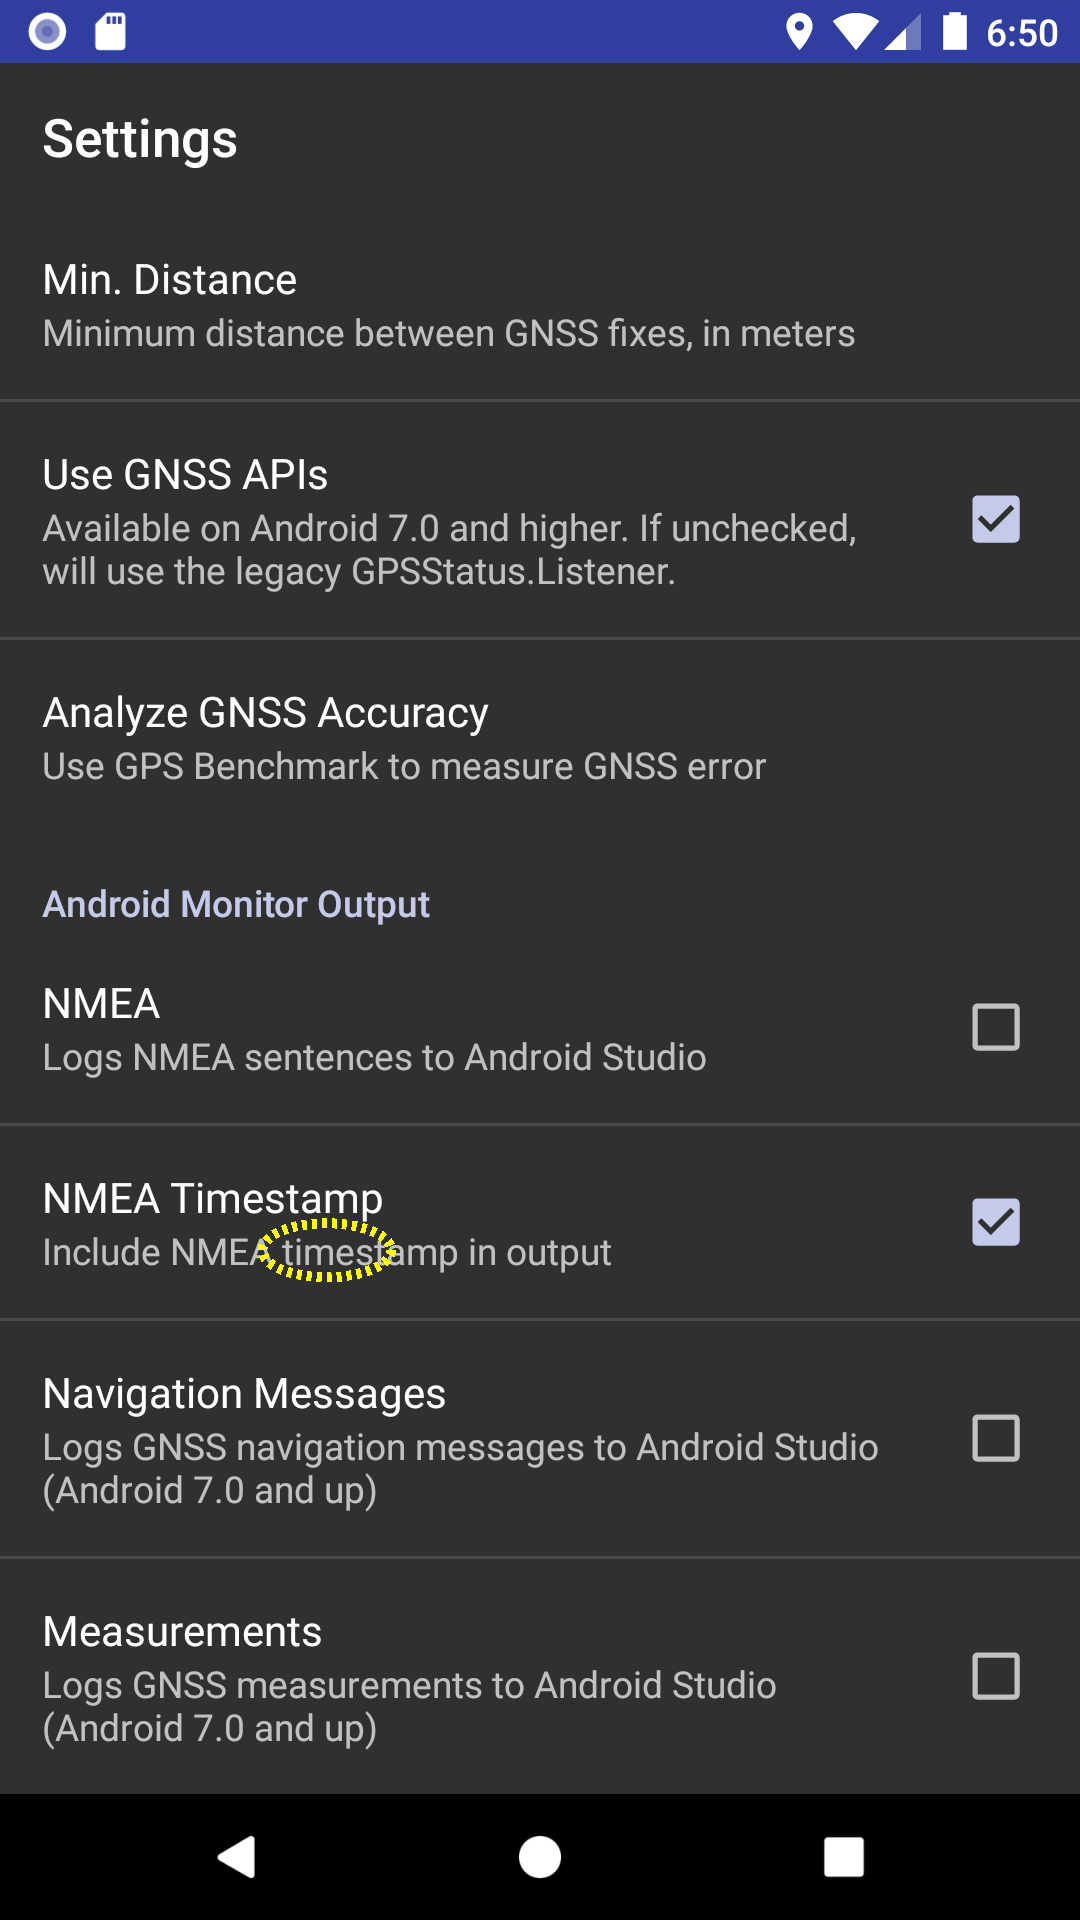 6:50
Settings
Min. Distance
Minimum distance between GNSS fixes, in meters
Use GNSS APIs
Available on Android 7.0 and higher. If unchecked,
will use the legacy GPSStatus.Listener.
Analyze GNSS Accuracy
Use GPS Benchmark to measure GNSS error
Android Monitor Output
NMEA
Logs NMEA sentences to Android Studio
NMEA Timestamp
Include NMEA timestamp in output
Navigation Messages
Logs GNSS navigation messages to Android Studio
(Android 7.0 and up)
Measurements
Logs GNSS measurements to Android Studio
(Android 7.0 and up)